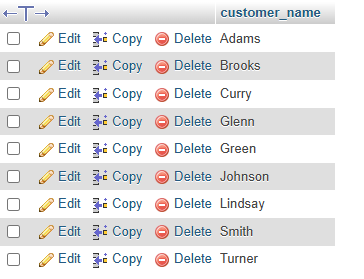 customer_name
Edit Copy Delete Adams
Edit Copy Delete Brooks
Edit Copy Delete Curry
Edit Copy Delete Glenn
Edit Copy Delete Green
Edit Copy Delete Johnson
Edit Copy Delete Lindsay
Edit Copy Delete Smith
Edit Copy Delete Turner